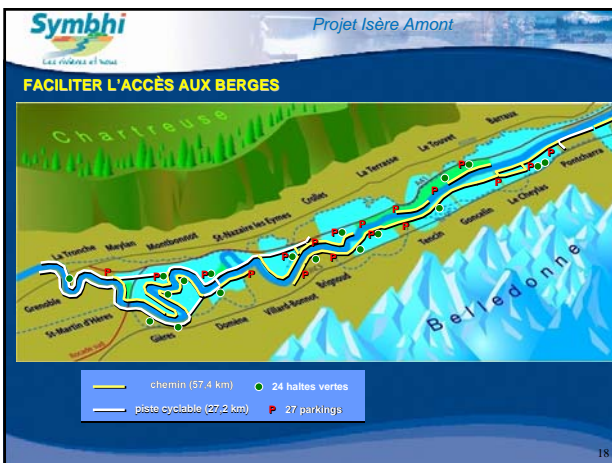 Symbhi
Les rivières et nous
Projet Isère Amont
FACILITER L'ACCÈS AUX BERGES
Chartreuse
Barraux
Le Touvet
La Terrasse
Crolles
St-Nazaire les Eymes
Montbonnot
Meylan
La Tronche
Pontcharra
Le Cheylas
Goncelin
Tencin
Brignoud
Villard-Bonnot
Domène
Gières
St-Martin d'Hères
Grenoble
Rocade sud
Belledonne
P P P P P P P P P P P P P P P P P P
chemin (57.4 km)
24 haltes vertes
piste cyclable (27.2 km)
P 27 parkings
18